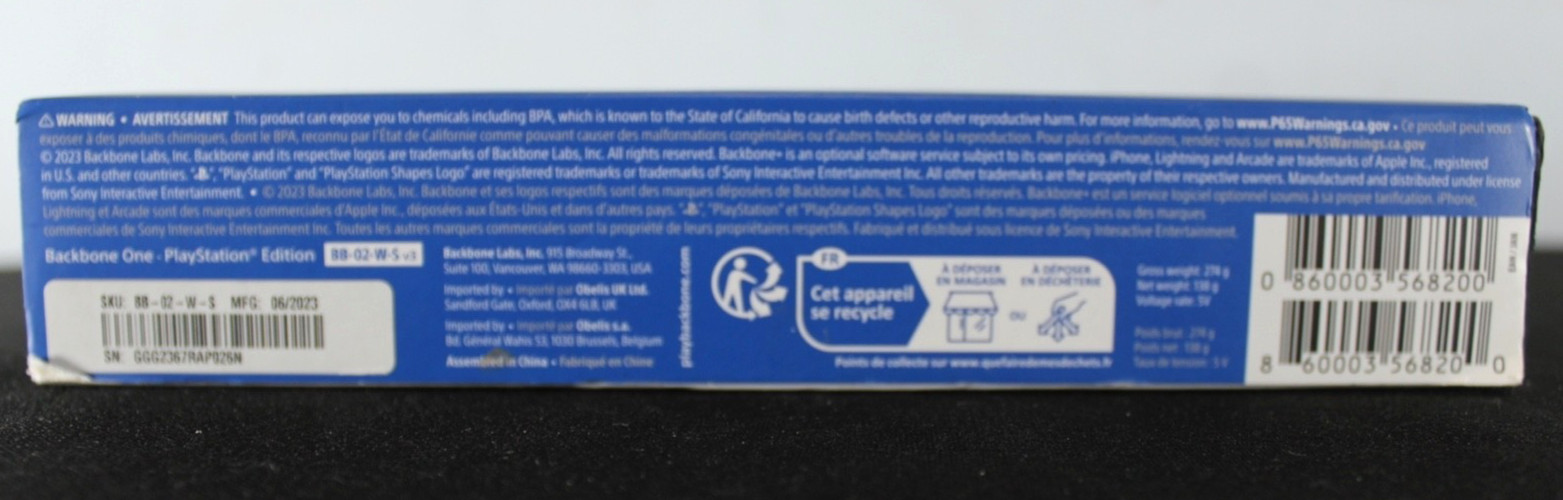 ⚠ WARNING • AVERTISSEMENT This product can expose you to chemicals including BPA, which is known to the State of California to cause birth defects or other reproductive harm. For more information, go to www.P65Warnings.ca.gov • Ce produit peut vous
exposer à des produits chimiques, dont le BPA, reconnu par l'État de Californie comme pouvant causer des malformations congénitales ou d'autres troubles de la reproduction. Pour plus d'informations, rendez-vous sur www.P65Warnings.ca.gov
© 2023 Backbone Labs, Inc. Backbone and its respective logos are trademarks of Backbone Labs, Inc. All rights reserved. Backbone+ is an optional software service subject to its own pricing. iPhone, Lightning and Arcade are trademarks of Apple Inc., registered
in U.S. and other countries. "", "PlayStation" and "PlayStation Shapes Logo" are registered trademarks or trademarks of Sony Interactive Entertainment Inc. All other trademarks are the property of their respective owners. Manufactured and distributed under license
from Sony Interactive Entertainment. • © 2023 Backbone Labs, Inc. Backbone et ses logos respectifs sont des marques déposées de Backbone Labs, Inc. Tous droits réservés. Backbone+ est un service logiciel optionnel soumis à sa propre tarification. iPhone,
Lightning et Arcade sont des marques commerciales d'Apple Inc., déposées aux États-Unis et dans d'autres pays. "", "PlayStation" et "PlayStation Shapes Logo" sont des marques déposées ou des marques
commerciales de Sony Interactive Entertainment Inc. Toutes les autres marques commerciales sont la propriété de leurs propriétaires respectifs. Fabriqué et distribué sous licence de Sony Interactive Entertainment.
Backbone One - PlayStation® Edition BB-02-W-S v3
SKU: BB-02-W-S MFG: 06/2023
SN: GGG2367RAP026N
Backbone Labs, Inc. 915 Broadway St.,
Suite 100, Vancouver, WA 98660-3303, USA
Imported by • Importé par Obelis UK Ltd.
Sandford Gate, Oxford, OX4 6LB, UK
Imported by • Importé par Obelis s.a.
Bd. Général Wahis 53, 1030 Brussels, Belgium
Assembled in China • Fabriqué en Chine
playbackbone.com
FR
Cet appareil
se recycle
À DÉPOSER
EN MAGASIN
OU
À DÉPOSER
EN DÉCHÈTERIE
Points de collecte sur www.quefairedemesdechets.fr
Gross weight: 274 g
Net weight: 138 g
Voltage rate: 5V
Poids brut : 274 g
Poids net : 138 g
Taux de tension : 5 V
0 860003 568200
8 60003 56820 0